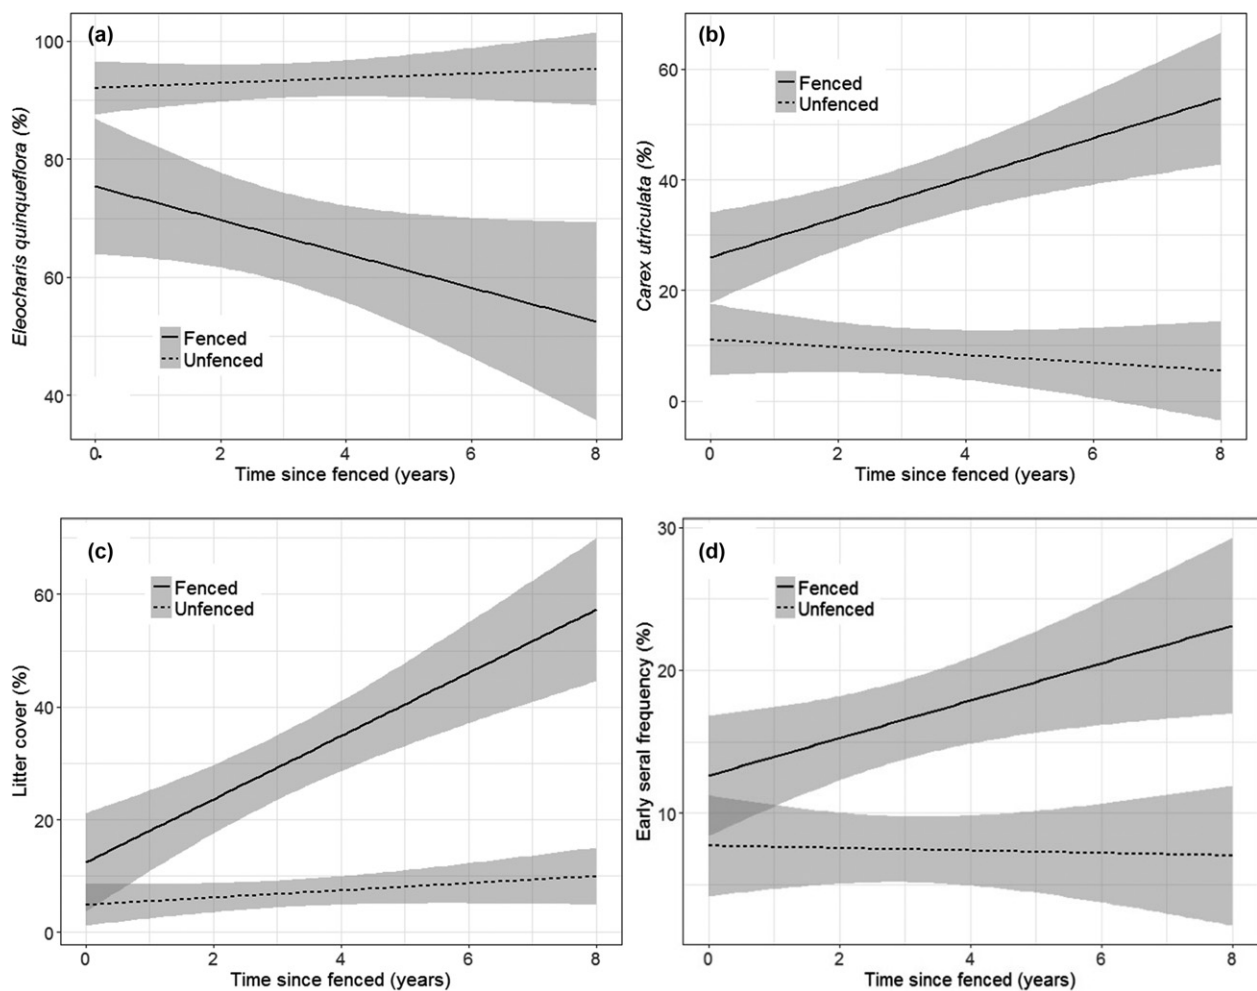 (a)
Eleocharis quinqueflora (%)
100
80
60
40
Fenced
Unfenced
0 2 4 6 8
Time since fenced (years)
(b)
Carex utriculata (%)
60
40
20
0
Fenced
Unfenced
0 2 4 6 8
Time since fenced (years)
(c)
Litter cover (%)
60
40
20
0
Fenced
Unfenced
0 2 4 6 8
Time since fenced (years)
(d)
Early seral frequency (%)
30
20
10
Fenced
Unfenced
0 2 4 6 8
Time since fenced (years)